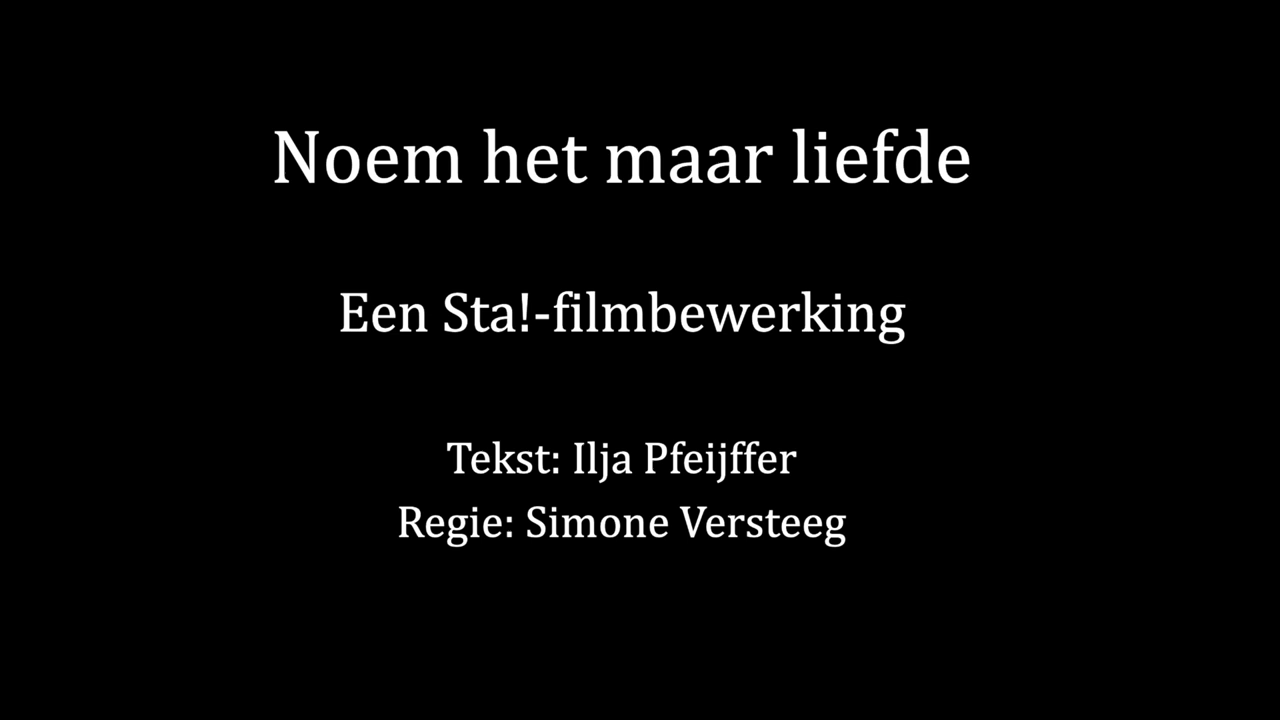 Noem het maar liefde
Een Sta!-filmbewerking
Tekst: Ilja Pfeijffer
Regie: Simone Versteeg